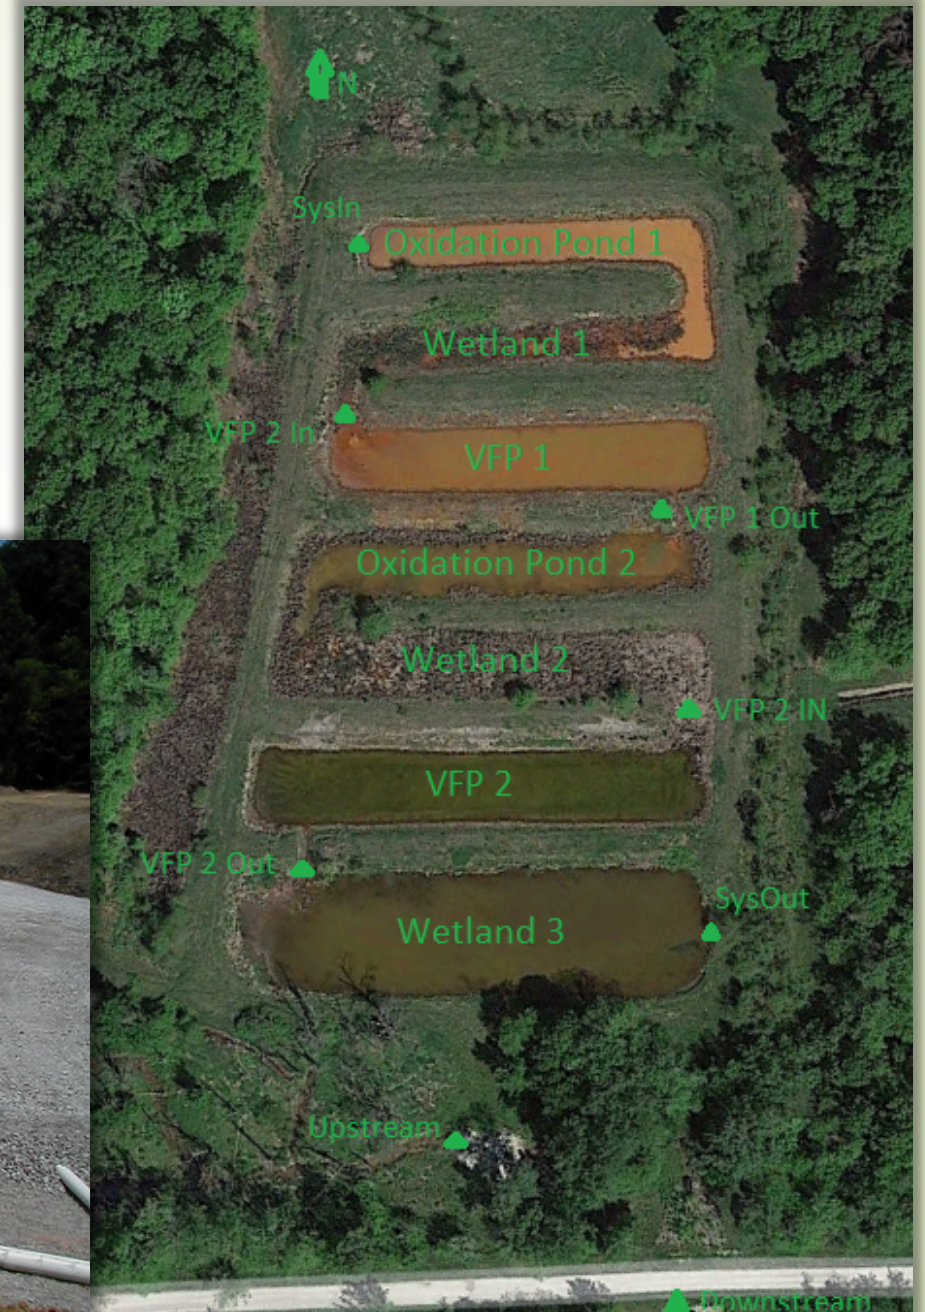 N
SysIn
Oxidation Pond 1
Wetland 1
VFP 2 In
VFP 1
VFP 1 Out
Oxidation Pond 2
Wetland 2
VFP 2 IN
VFP 2
VFP 2 Out
SysOut
Wetland 3
Upstream
Downstream